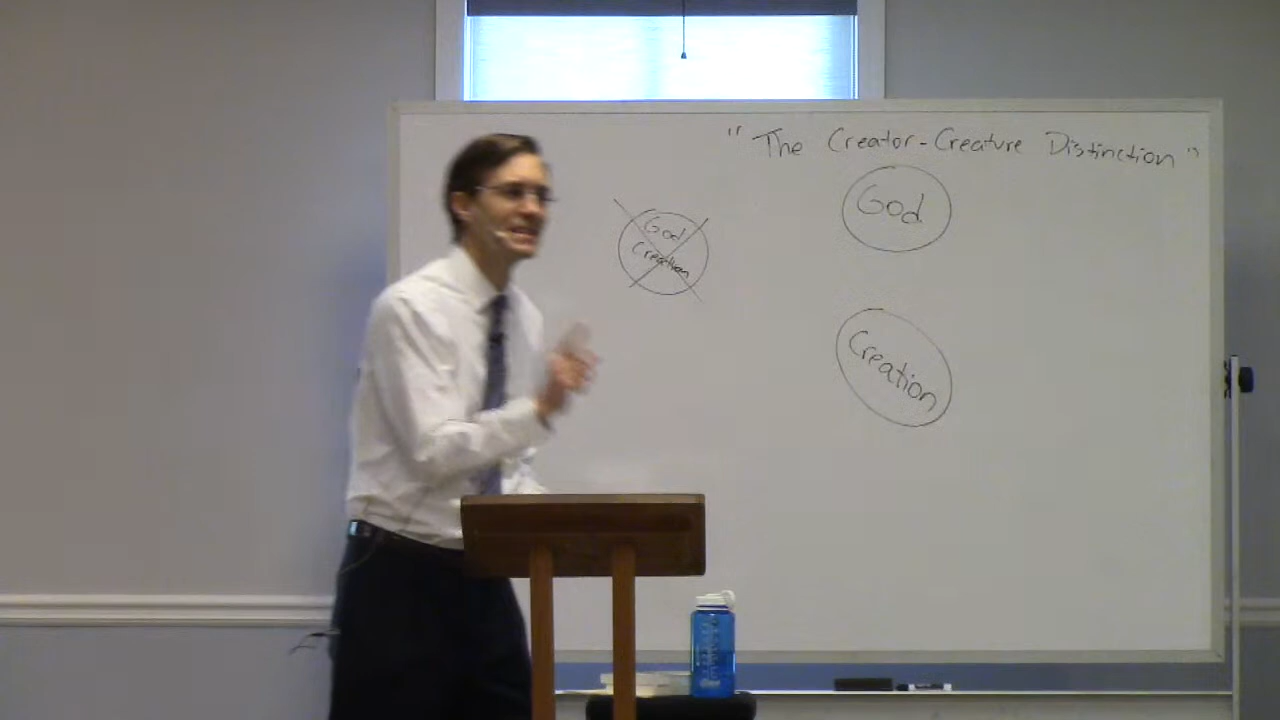 "The Creator-Creature Distinction"
God
Creation
God
Creation